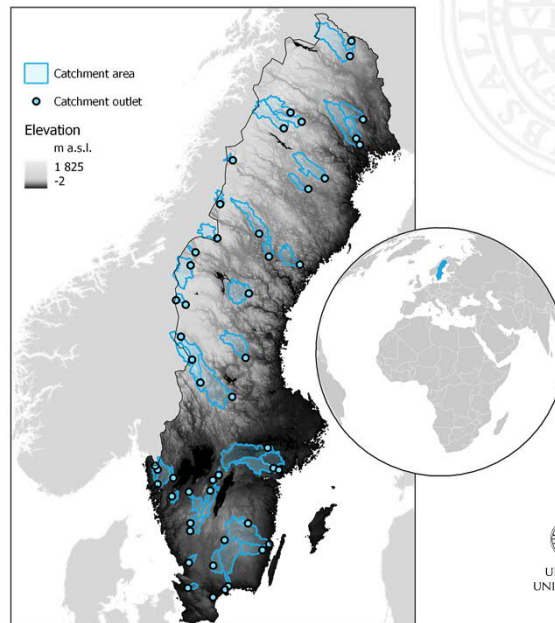 Catchment area
Catchment outlet
Elevation
m a.s.l.
1 825
-2